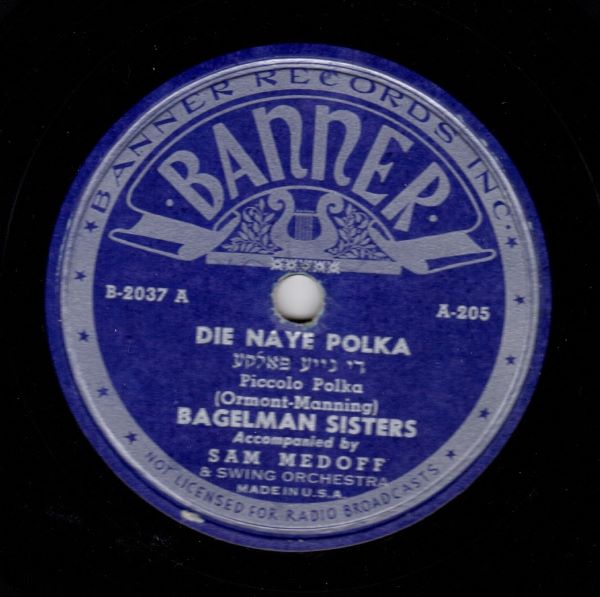 BANNER RECORDS INC.
BANNER
B-2037 A
A-205
DIE NAYE POLKA
די נייע פּאָלקע
Piccolo Polka
(Ormont-Manning)
BAGELMAN SISTERS
Accompanied by
SAM MEDOFF
& SWING ORCHESTRA
MADE IN U.S.A
NOT LICENSED FOR RADIO BROADCASTS